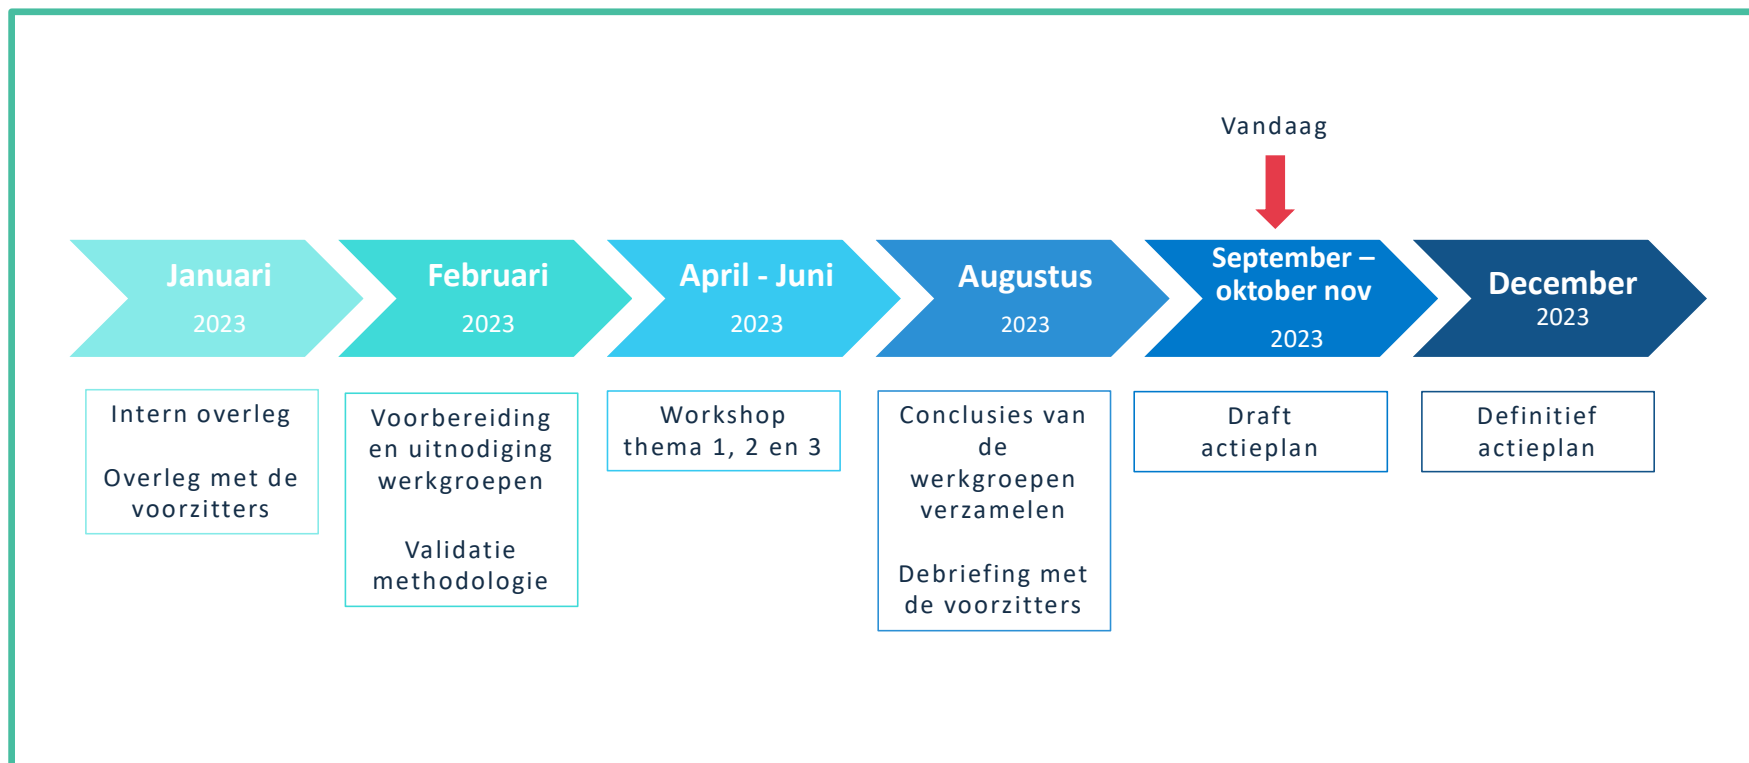 Vandaag
Januari
2023
Februari
2023
April - Juni
2023
Augustus
2023
September –
oktober nov
2023
December
2023
Intern overleg
Overleg met de
voorzitters
Voorbereiding
en uitnodiging
werkgroepen
Validatie
methodologie
Workshop
thema 1, 2 en 3
Conclusies van
de
werkgroepen
verzamelen
Debriefing met
de voorzitters
Draft
actieplan
Definitief
actieplan